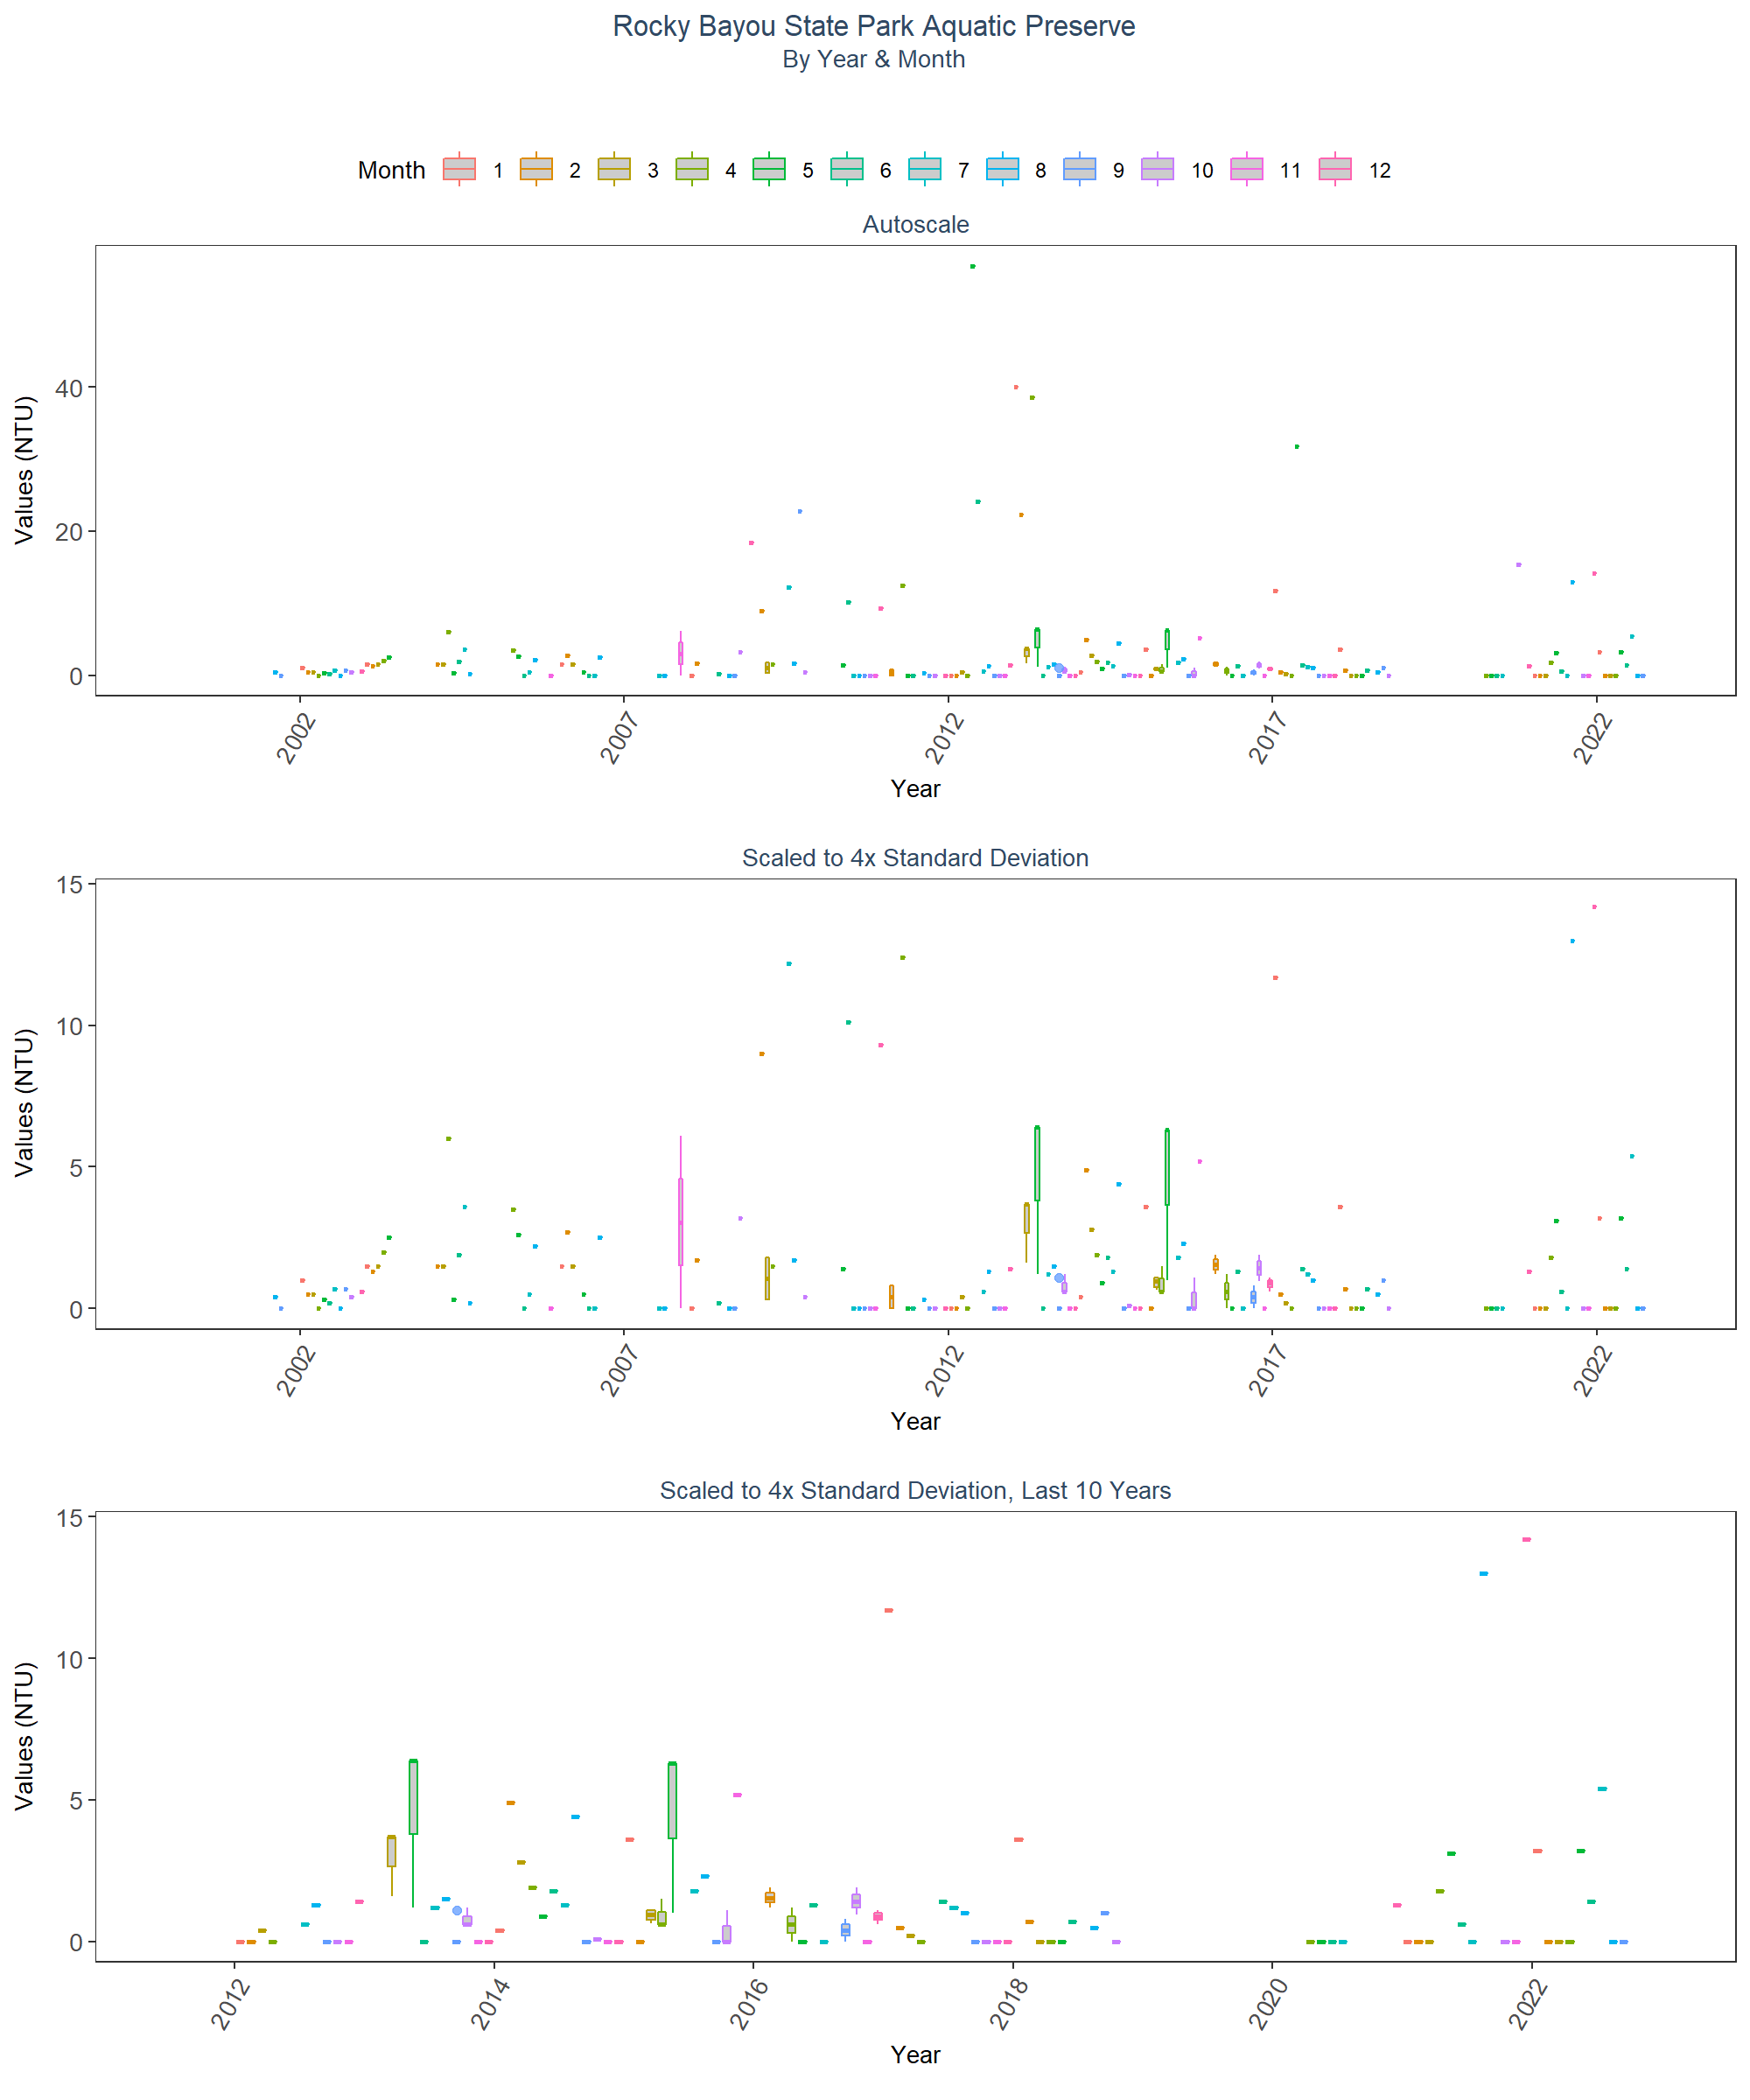 Rocky Bayou State Park Aquatic Preserve
By Year & Month
Month 1 2 3 4 5 6 7 8 9 10 11 12
Autoscale
Values (NTU)
40
20
0
2002 2007 2012 2017 2022
Year
Scaled to 4x Standard Deviation
Values (NTU)
15
10
5
0
2002 2007 2012 2017 2022
Year
Scaled to 4x Standard Deviation, Last 10 Years
Values (NTU)
15
10
5
0
2012 2014 2016 2018 2020 2022
Year